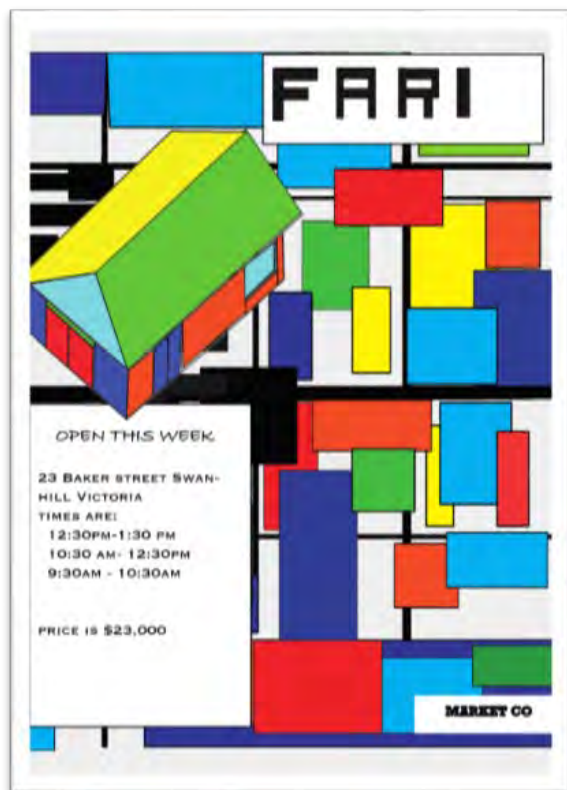 FARI
OPEN THIS WEEK
23 BAKER STREET SWAN-
HILL VICTORIA
TIMES ARE:
12:30PM-1:30 PM
10:30 AM- 12:30PM
9:30AM - 10:30AM
PRICE IS $23,000
MARKET CO